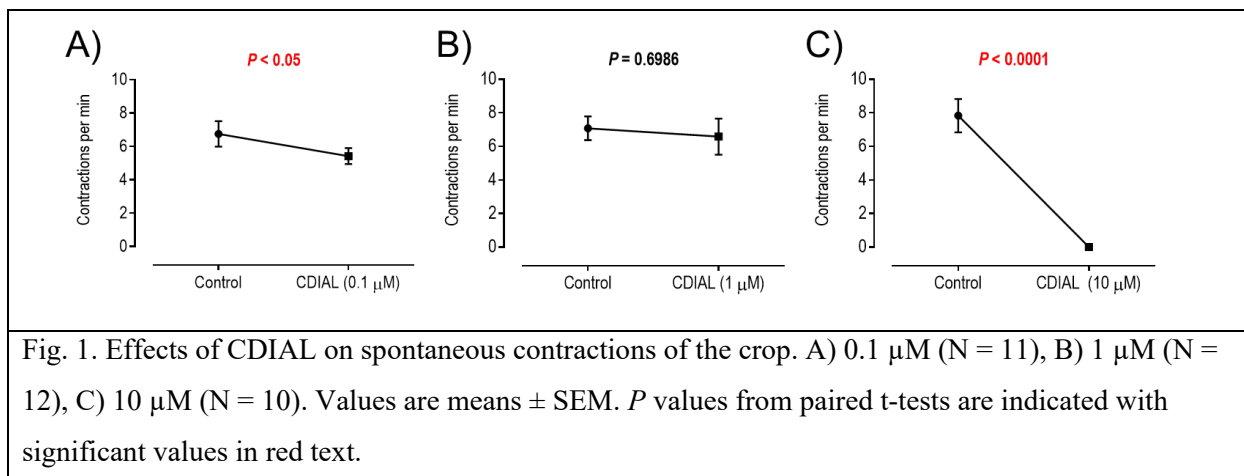 A)
P < 0.05
Contractions per min
10
8
6
4
2
0
Control
CDIAL (0.1 μM)
B)
P = 0.6986
Contractions per min
10
8
6
4
2
0
Control
CDIAL (1 μM)
C)
P < 0.0001
Contractions per min
10
8
6
4
2
0
Control
CDIAL (10 μM)
Fig. 1. Effects of CDIAL on spontaneous contractions of the crop. A) 0.1 μM (N = 11), B) 1 μM (N =
12), C) 10 μM (N = 10). Values are means ± SEM. P values from paired t-tests are indicated with
significant values in red text.